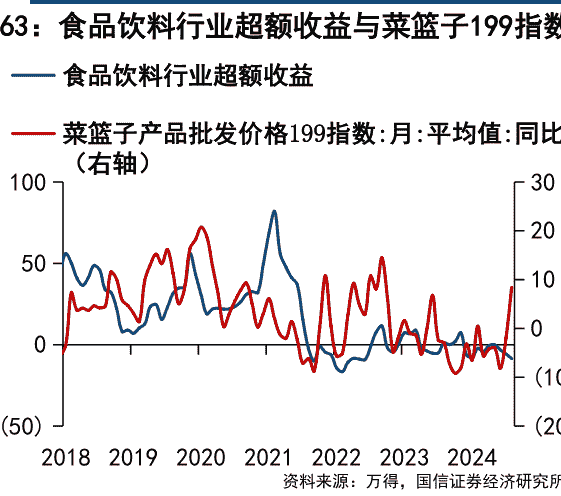 63：食品饮料行业超额收益与菜篮子199指数
食品饮料行业超额收益
菜篮子产品批发价格199指数:月:平均值:同比
（右轴）
100 30
20
50 10
0 0
(10
(50) (20
2018 2019 2020 2021 2022 2023 2024
资料来源：万得，国信证券经济研究所